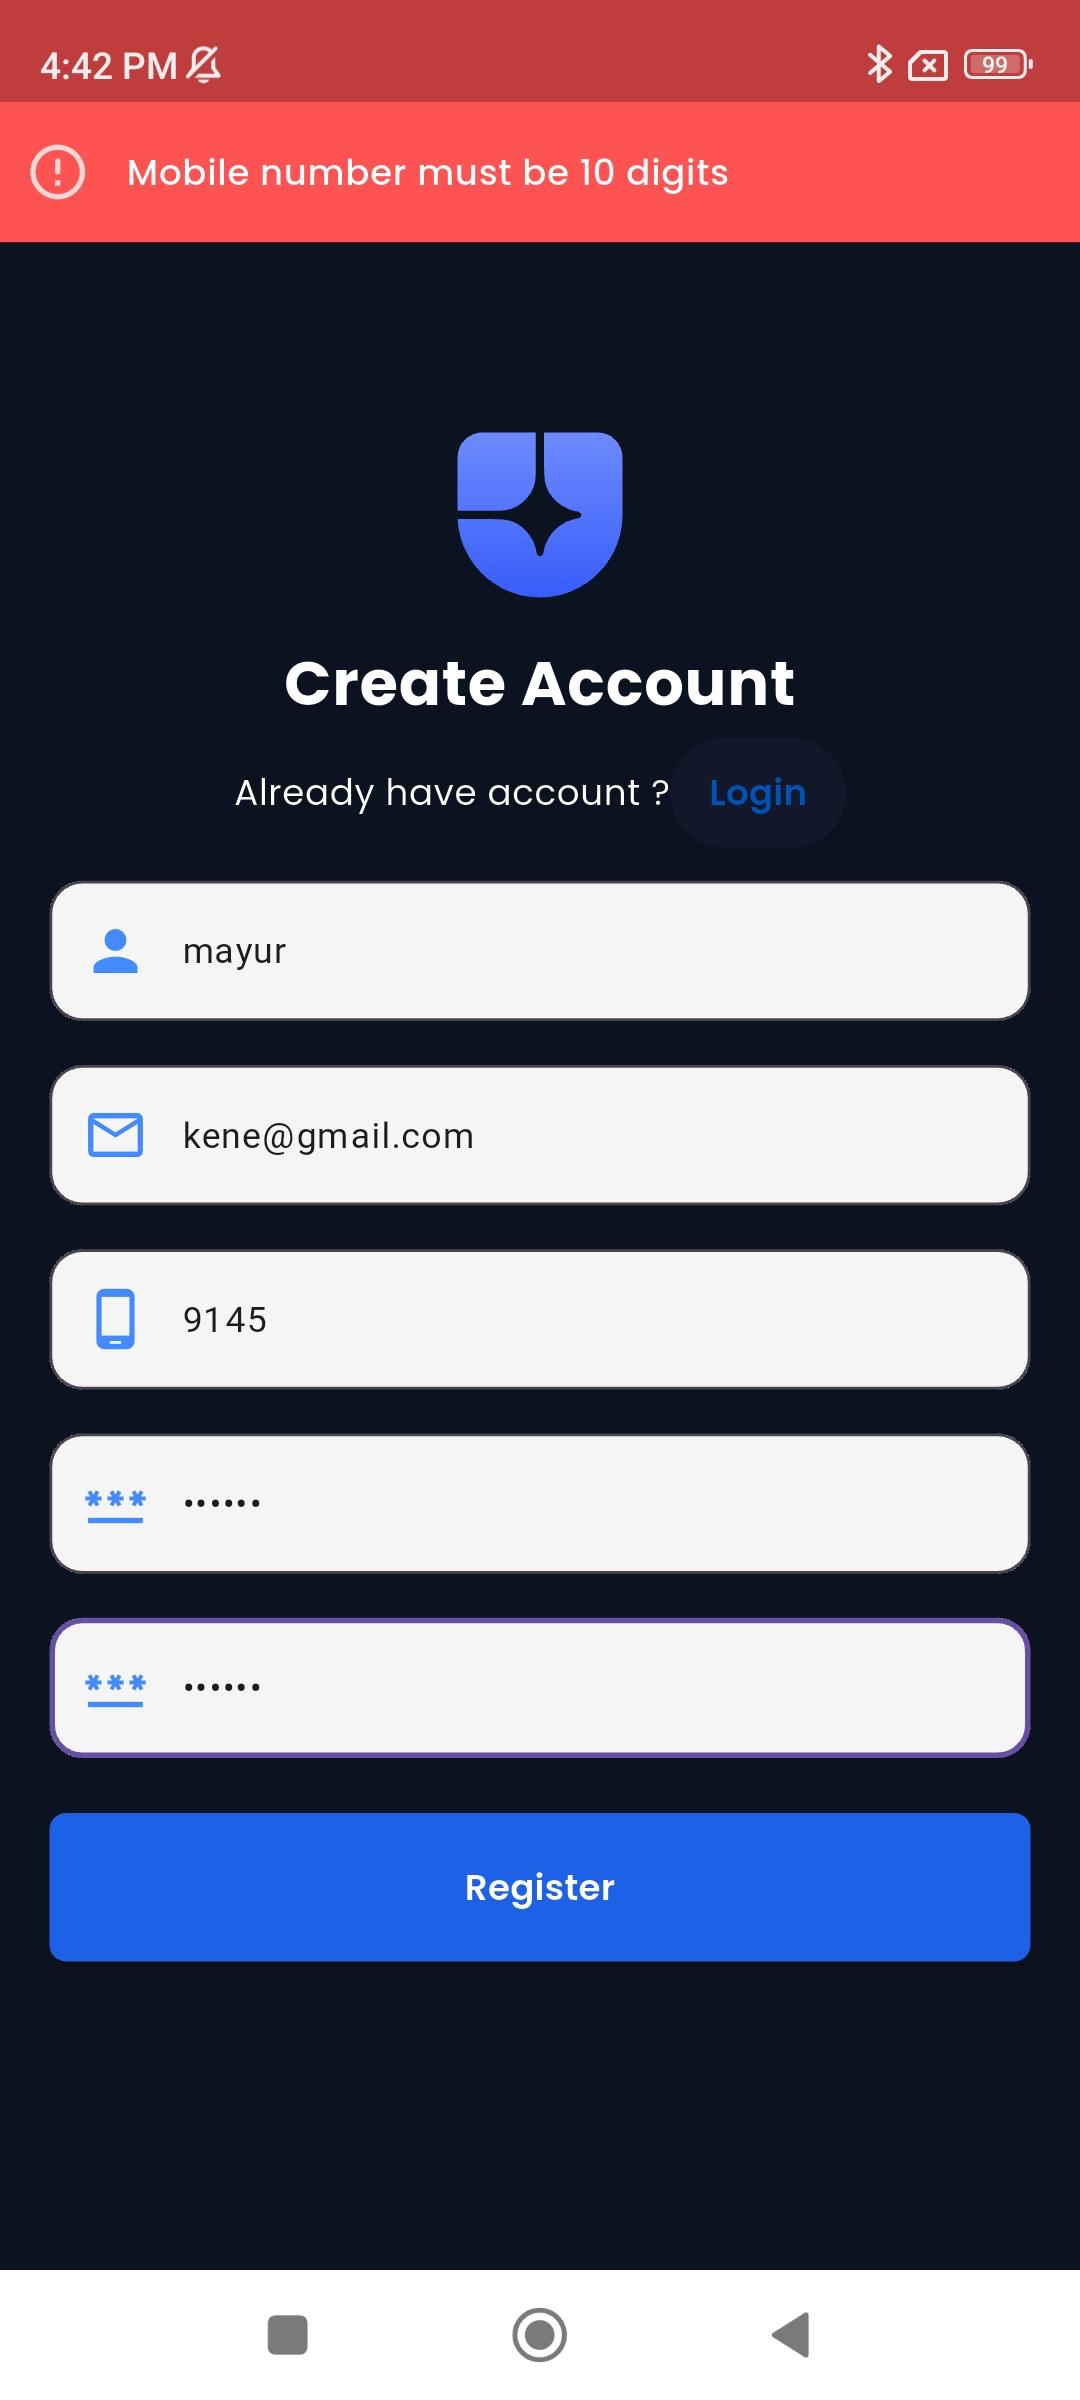 4:42 PM
99
Mobile number must be 10 digits
Create Account
Already have account ? Login
mayur
kene@gmail.com
9145
***
••••••
***
••••••
Register